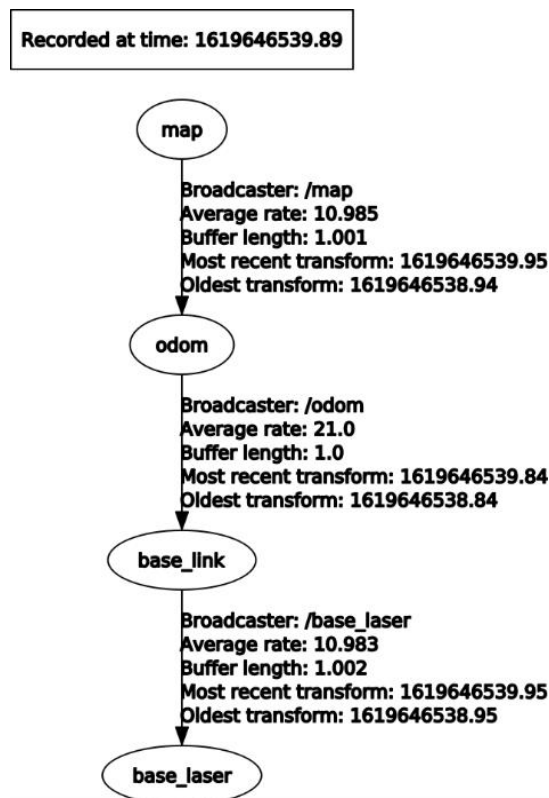 Recorded at time: 1619646539.89
map
Broadcaster: /map
Average rate: 10.985
Buffer length: 1.001
Most recent transform: 1619646539.95
Oldest transform: 1619646538.94
odom
Broadcaster: /odom
Average rate: 21.0
Buffer length: 1.0
Most recent transform: 1619646539.84
Oldest transform: 1619646538.84
base_link
Broadcaster: /base_laser
Average rate: 10.983
Buffer length: 1.002
Most recent transform: 1619646539.95
Oldest transform: 1619646538.95
base_laser